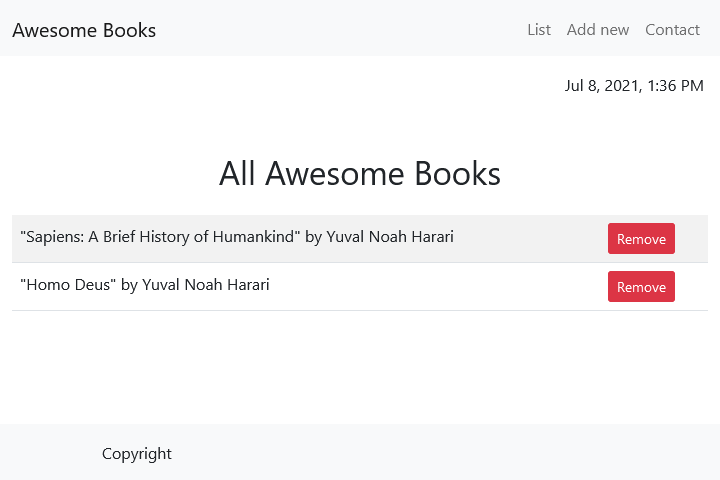 Awesome Books List Add new Contact
Jul 8, 2021, 1:36 PM
All Awesome Books
"Sapiens: A Brief History of Humankind" by Yuval Noah Harari Remove
"Homo Deus" by Yuval Noah Harari Remove
Copyright